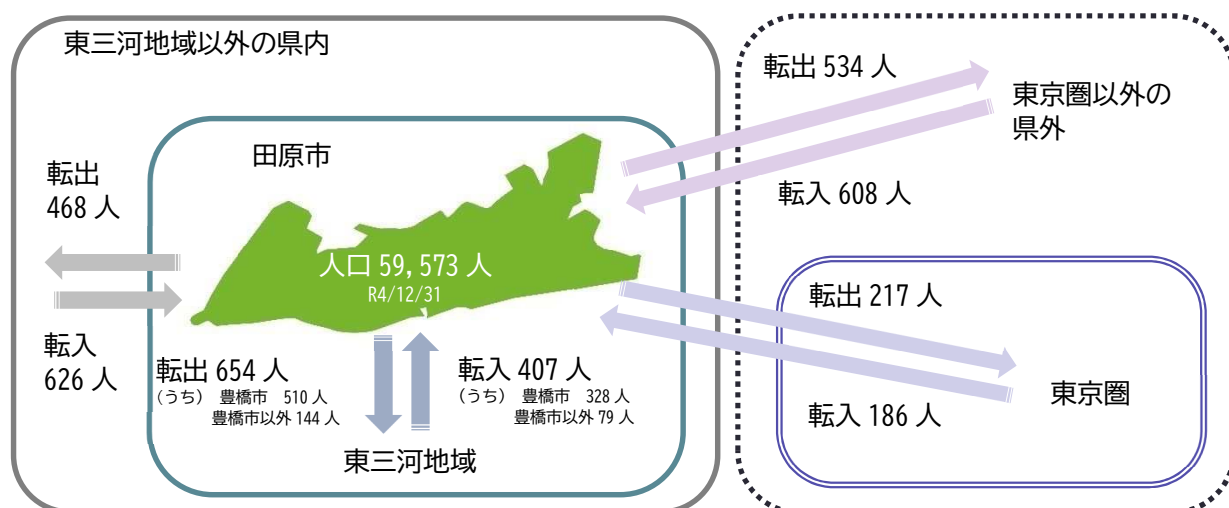 東三河地域以外の県内
田原市
転出
468 人
転入
626 人
人口 59,573 人
R4/12/31
転出 654 人
(うち) 豊橋市 510 人
豊橋市以外 144 人
転入 407 人
(うち) 豊橋市 328 人
豊橋市以外 79 人
東三河地域
転出 534 人
東京圏以外の
県外
転入 608 人
転出 217 人
東京圏
転入 186 人